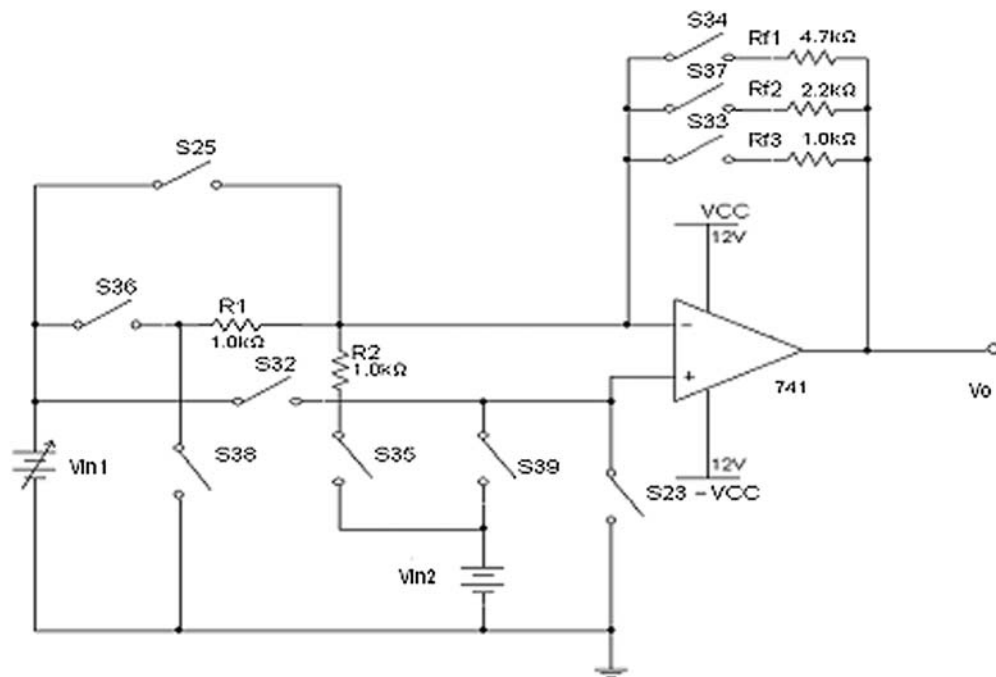 S34
Rf1 4.7kΩ
S37
Rf2 2.2kΩ
S33
Rf3 1.0kΩ
S25
VCC
12V
S36
R1
1.0kΩ
R2
1.0kΩ
S32
741
Vo
Vin1
S38
S35
S39
12V
S23 -VCC
Vin2